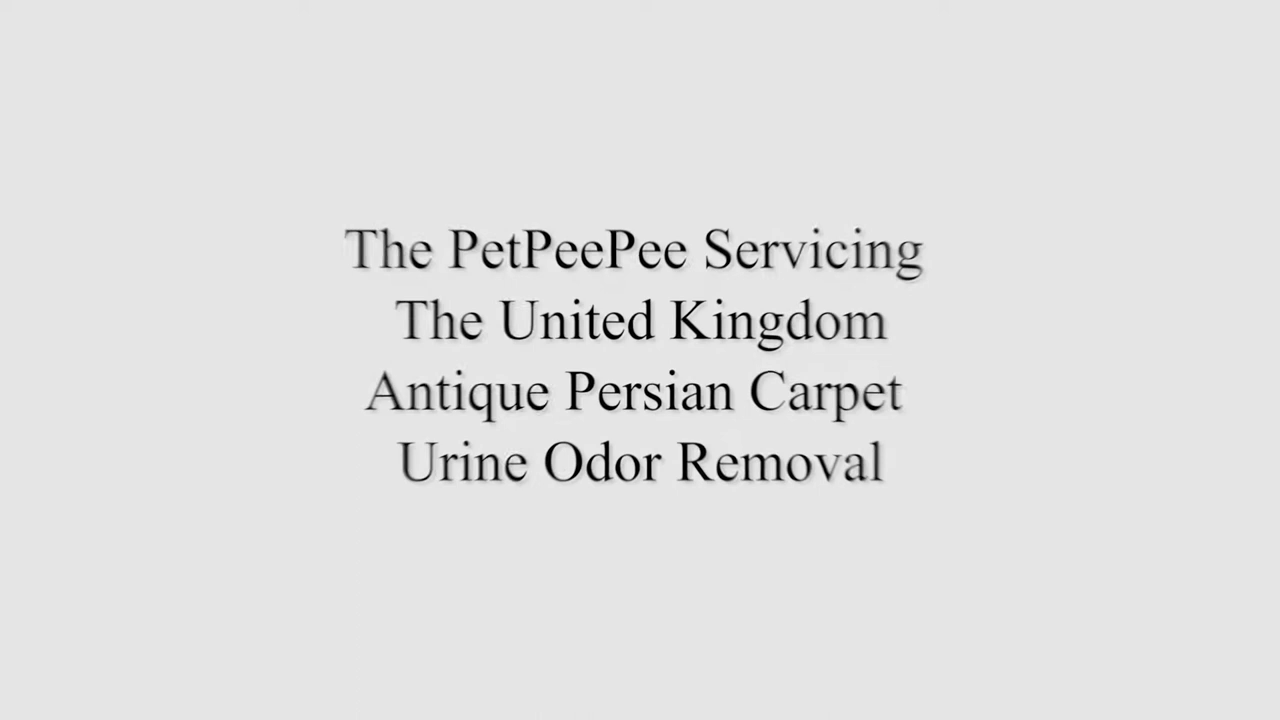 The PetPeePee Servicing
The United Kingdom
Antique Persian Carpet
Urine Odor Removal